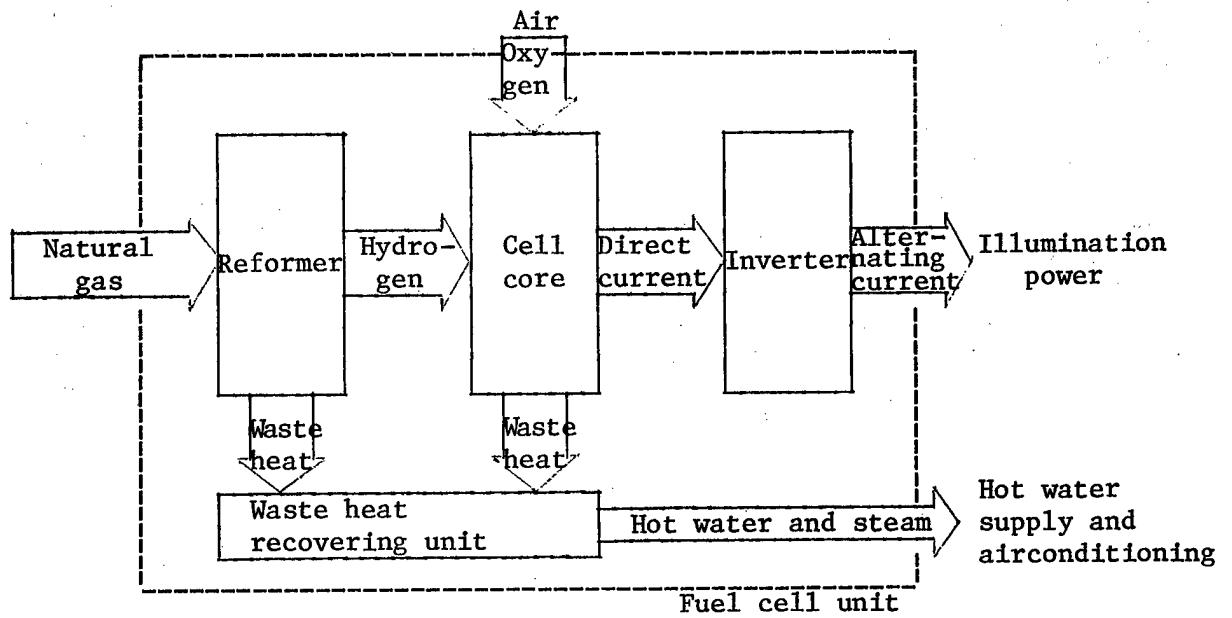 Air
Oxy-
gen
Natural
gas
Reformer
Hydro-
gen
Cell
core
Direct
current
Inverter
Alter-
nating
current
Illumination
power
Waste
heat
Waste
heat
Waste heat
recovering unit
Hot water and steam
Hot water
supply and
airconditioning
Fuel cell unit